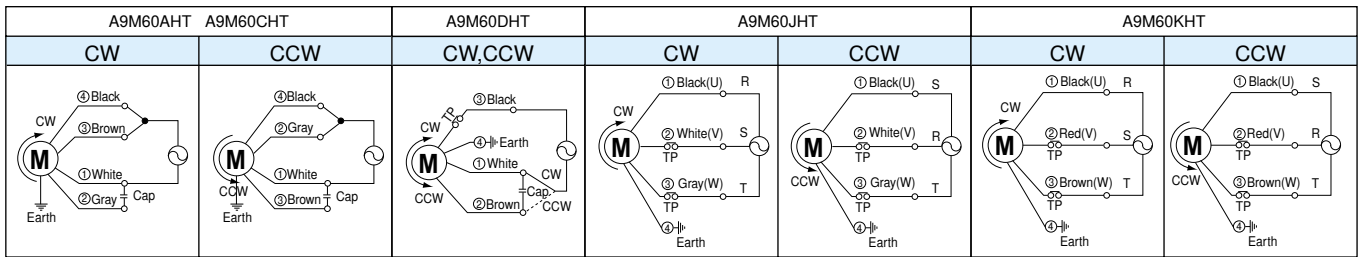 A9M60AHT A9M60CHT
A9M60DHT
A9M60JHT
A9M60KHT
CW
CCW
CW,CCW
CW
CCW
CW
CCW
④Black
CW
③Brown
M
①White
②Gray
Cap
Earth
④Black
②Gray
M
①White
CCW
③Brown
Cap
Earth
③Black
TP
CW
④ Earth
M
①White
CW
Cap
CCW
②Brown
CCW
①Black(U) R
CW
②White(V) S
M
TP
③Gray(W) T
TP
④
Earth
①Black(U) S
②White(V) R
M
TP
CCW
③Gray(W) T
TP
④
Earth
①Black(U) R
CW
②Red(V) S
M
TP
③Brown(W) T
TP
④
Earth
①Black(U) S
②Red(V) R
M
TP
CCW
③Brown(W) T
TP
④
Earth